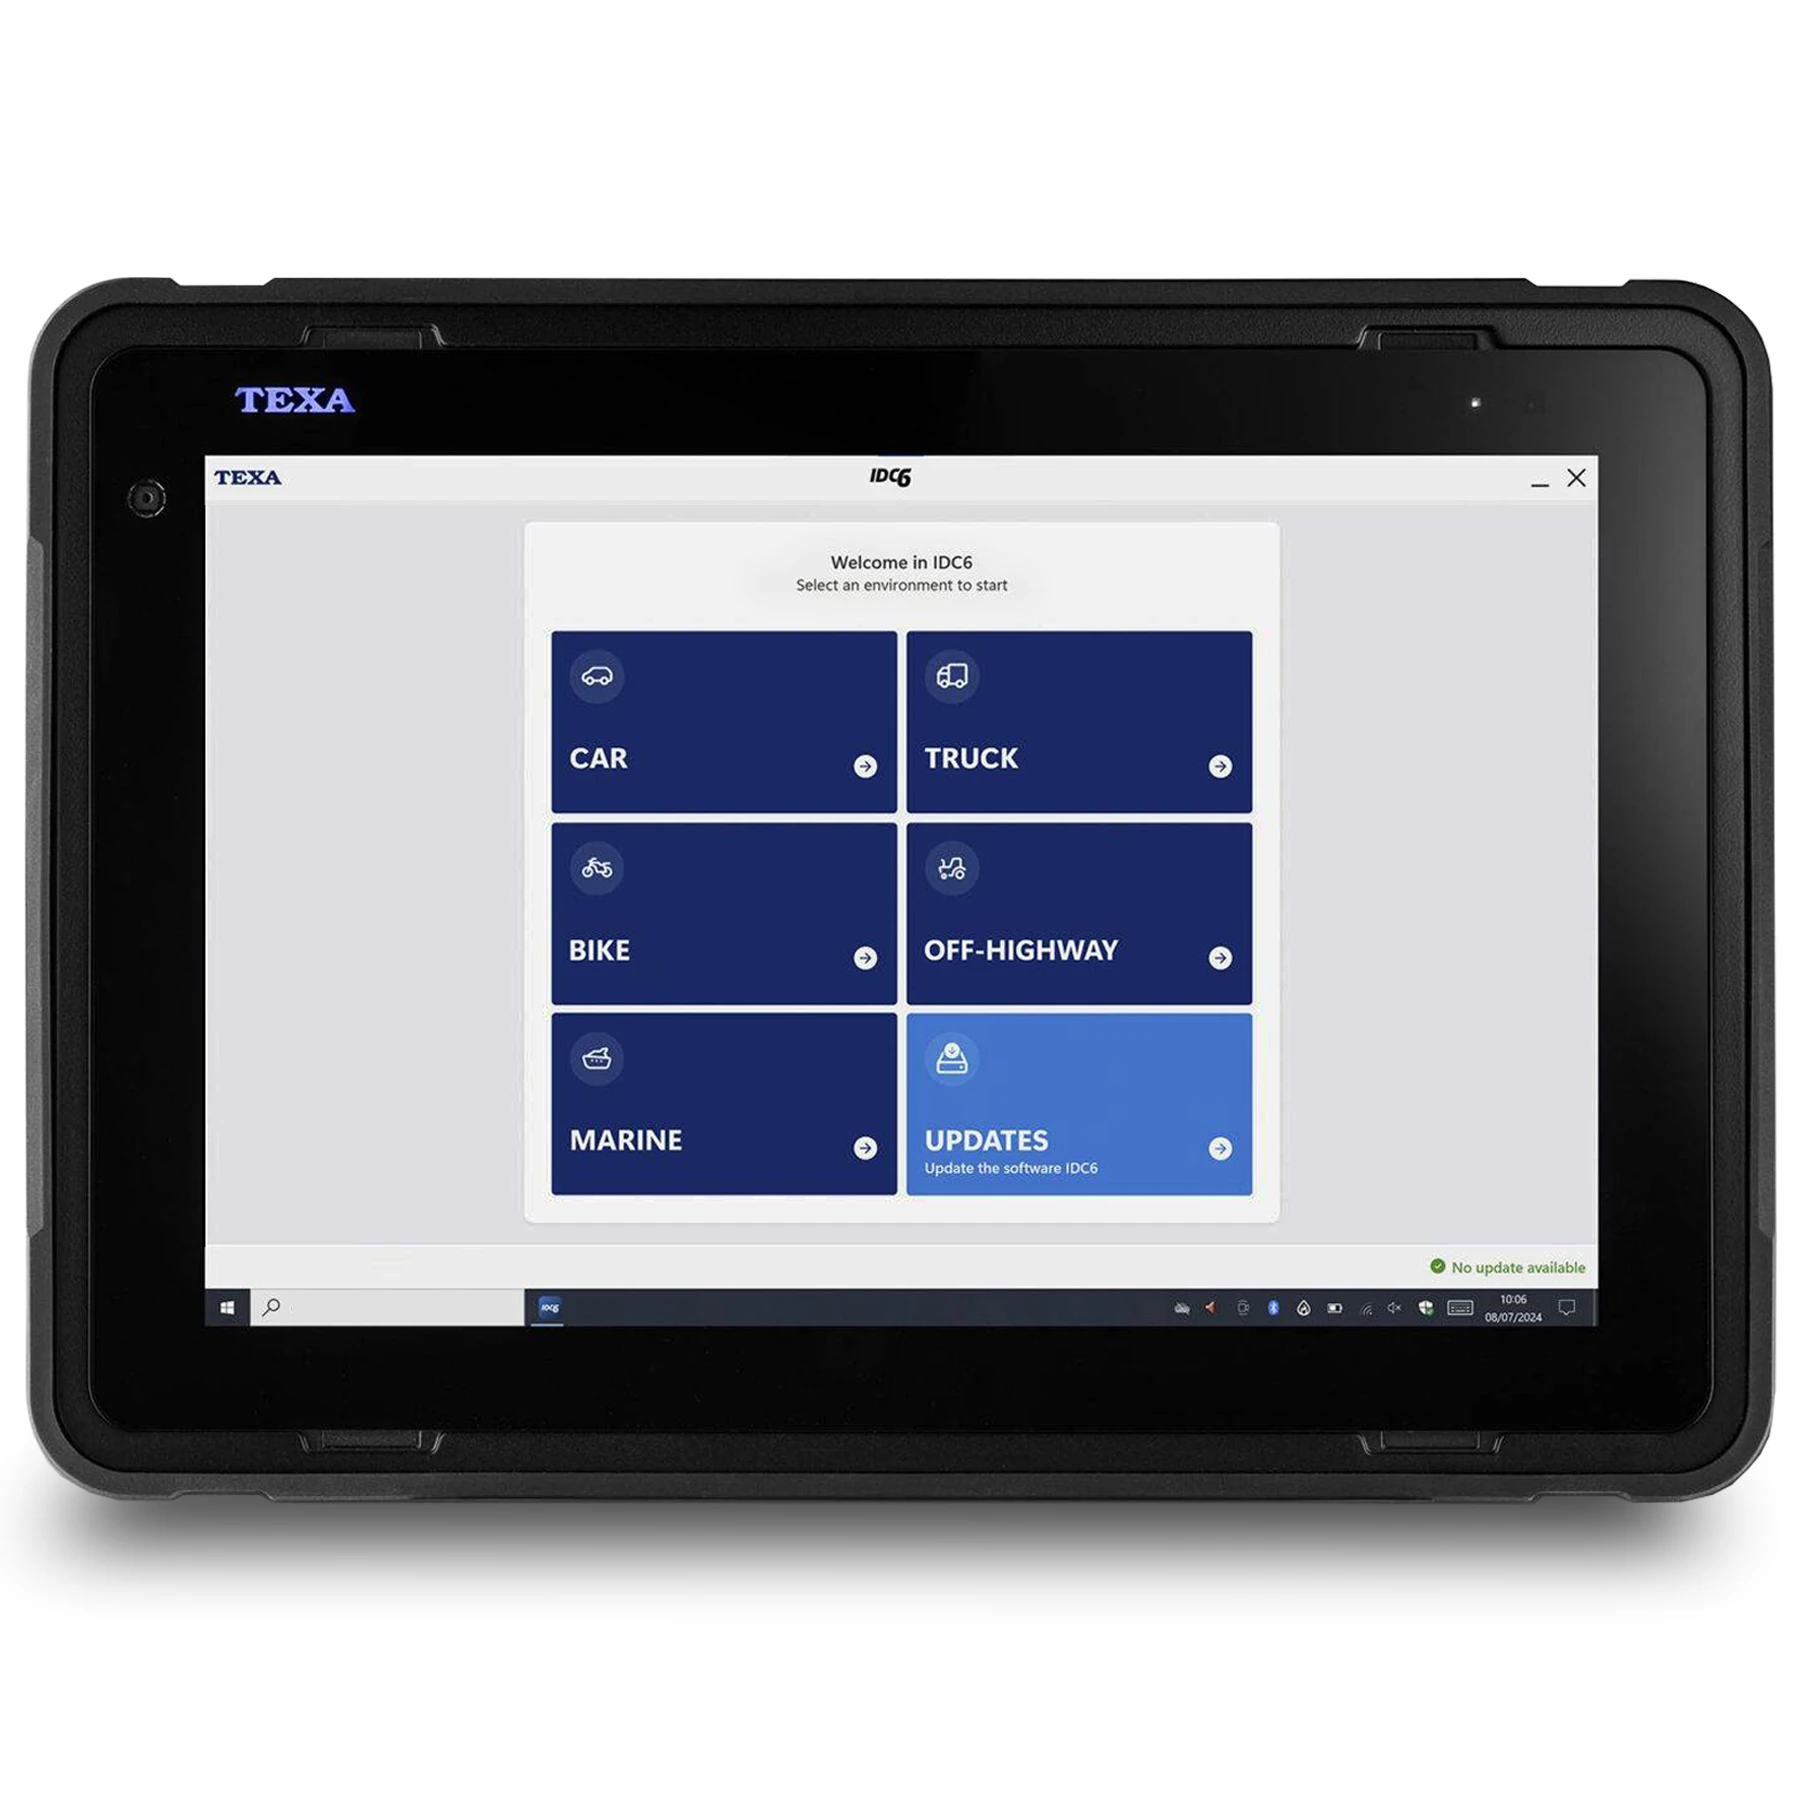 TEXA
TEXA
IDC6
Welcome in IDC6
Select an environment to start
CAR
TRUCK
BIKE
OFF-HIGHWAY
MARINE
UPDATES
Update the software IDC6
No update available
IDC6
10:06
08/07/2024